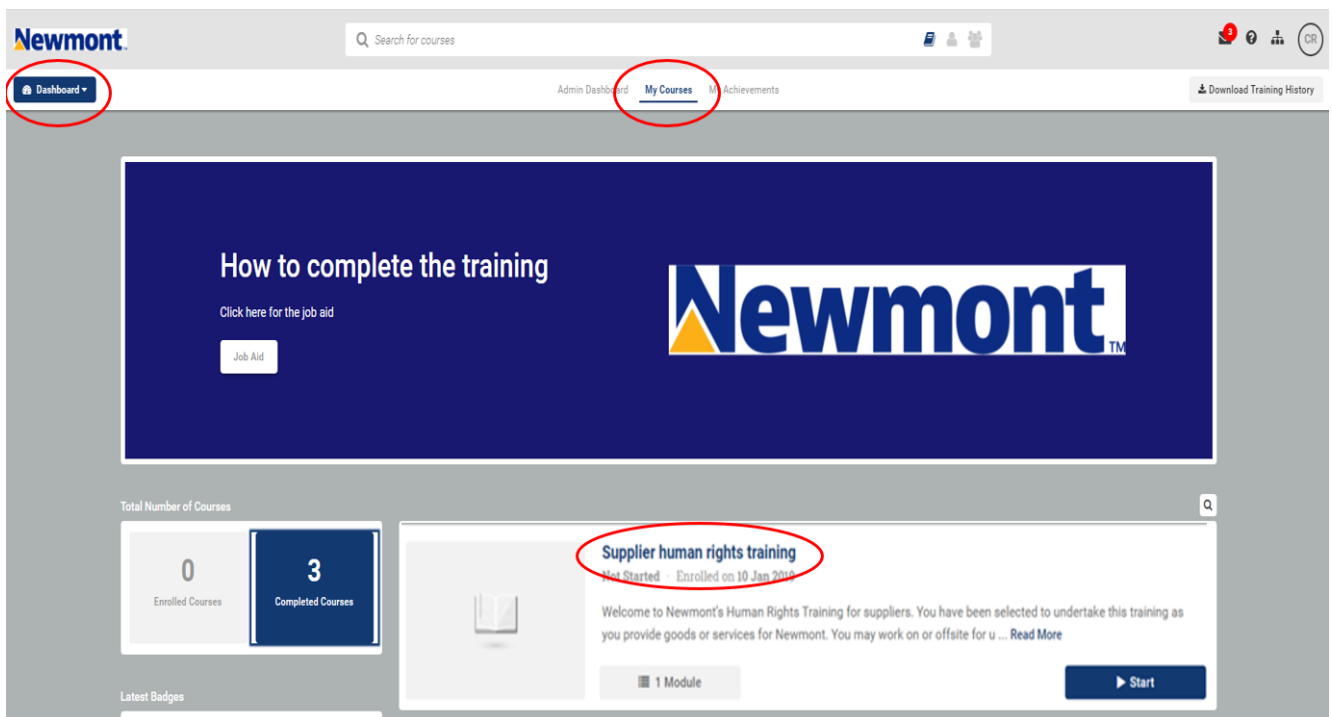 Newmont.
Search for courses
3
CR
Dashboard
Admin Dashboard My Courses My Achievements
Download Training History
How to complete the training
Click here for the job aid
Job Aid
Newmont™
Total Number of Courses
0
Enrolled Courses
3
Completed Courses
Supplier human rights training
Not Started · Enrolled on 10 Jan 2019
Welcome to Newmont's Human Rights Training for suppliers. You have been selected to undertake this training as
you provide goods or services for Newmont. You may work on or offsite for u ... Read More
1 Module
Start
Latest Badges